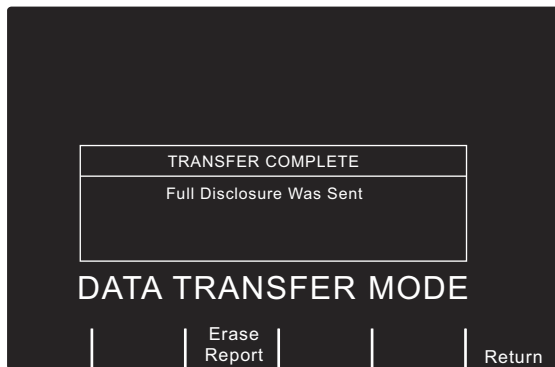 TRANSFER COMPLETE
Full Disclosure Was Sent
DATA TRANSFER MODE
Erase
Report
Return